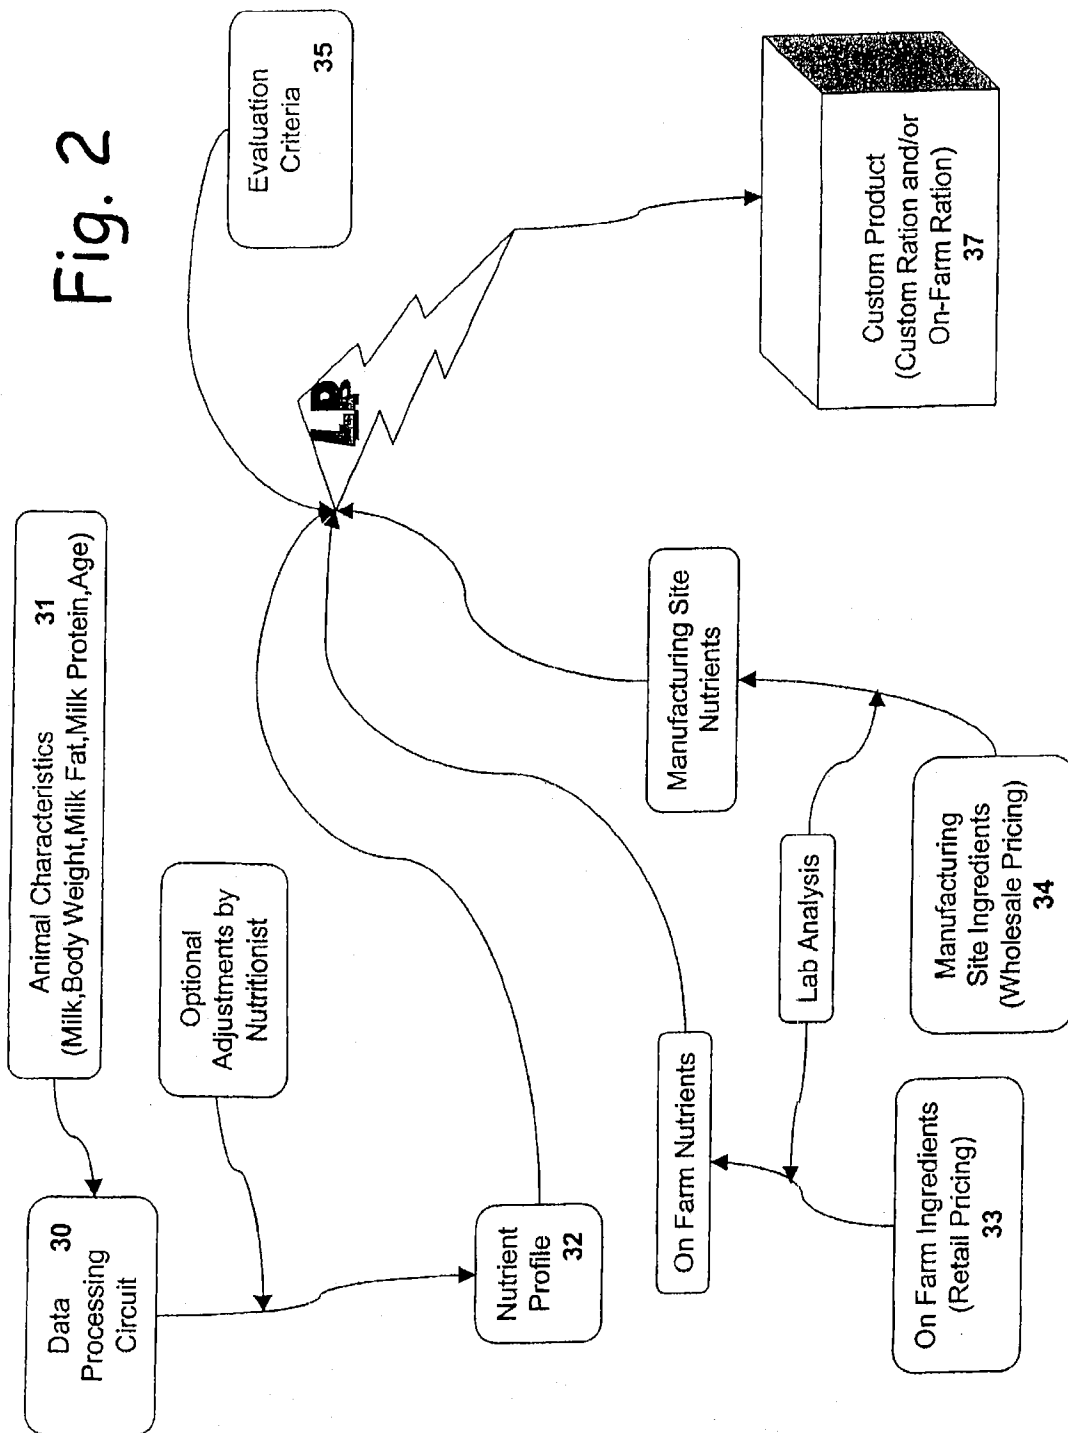 Fig. 2
Data
30
Processing
Circuit
Animal Characteristics
31
(Milk,Body Weight,Milk Fat,Milk Protein,Age)
Optional
Adjustments by
Nutritionist
Nutrient
Profile
32
On Farm Nutrients
On Farm Ingredients
(Retail Pricing)
33
Lab Analysis
Manufacturing
Site Ingredients
(Wholesale Pricing)
34
Manufacturing Site
Nutrients
Evaluation
Criteria
35
LP
Custom Product
(Custom Ration and/or
On-Farm Ration)
37